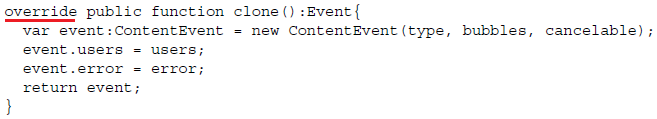 override public function clone():Event{
  var event:ContentEvent = new ContentEvent(type, bubbles, cancelable);
  event.users = users;
  event.error = error;
  return event;
}